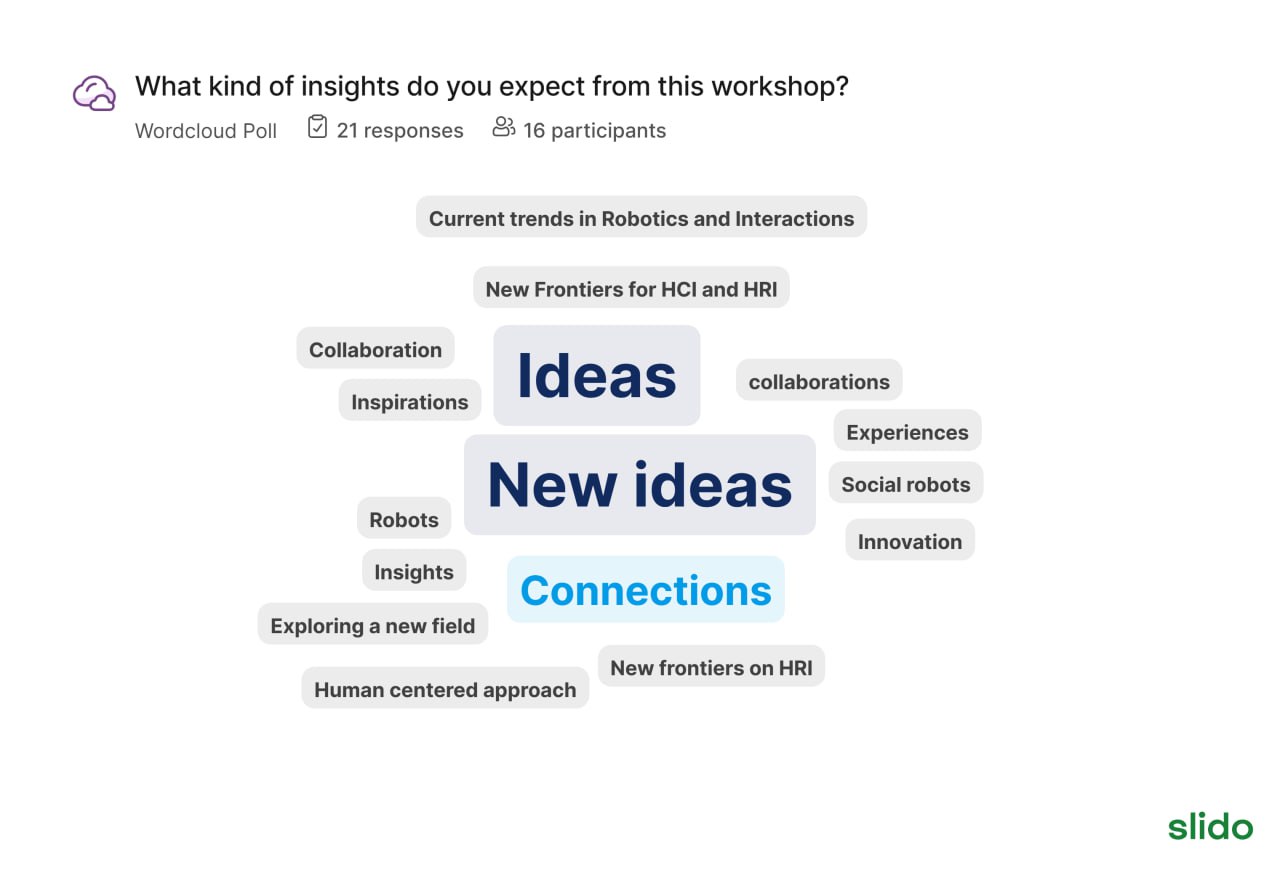 What kind of insights do you expect from this workshop?
Wordcloud Poll 21 responses 16 participants
Current trends in Robotics and Interactions
New Frontiers for HCI and HRI
Collaboration
Ideas
collaborations
Inspirations
Experiences
New ideas
Social robots
Robots
Innovation
Insights
Connections
Exploring a new field
New frontiers on HRI
Human centered approach
slido